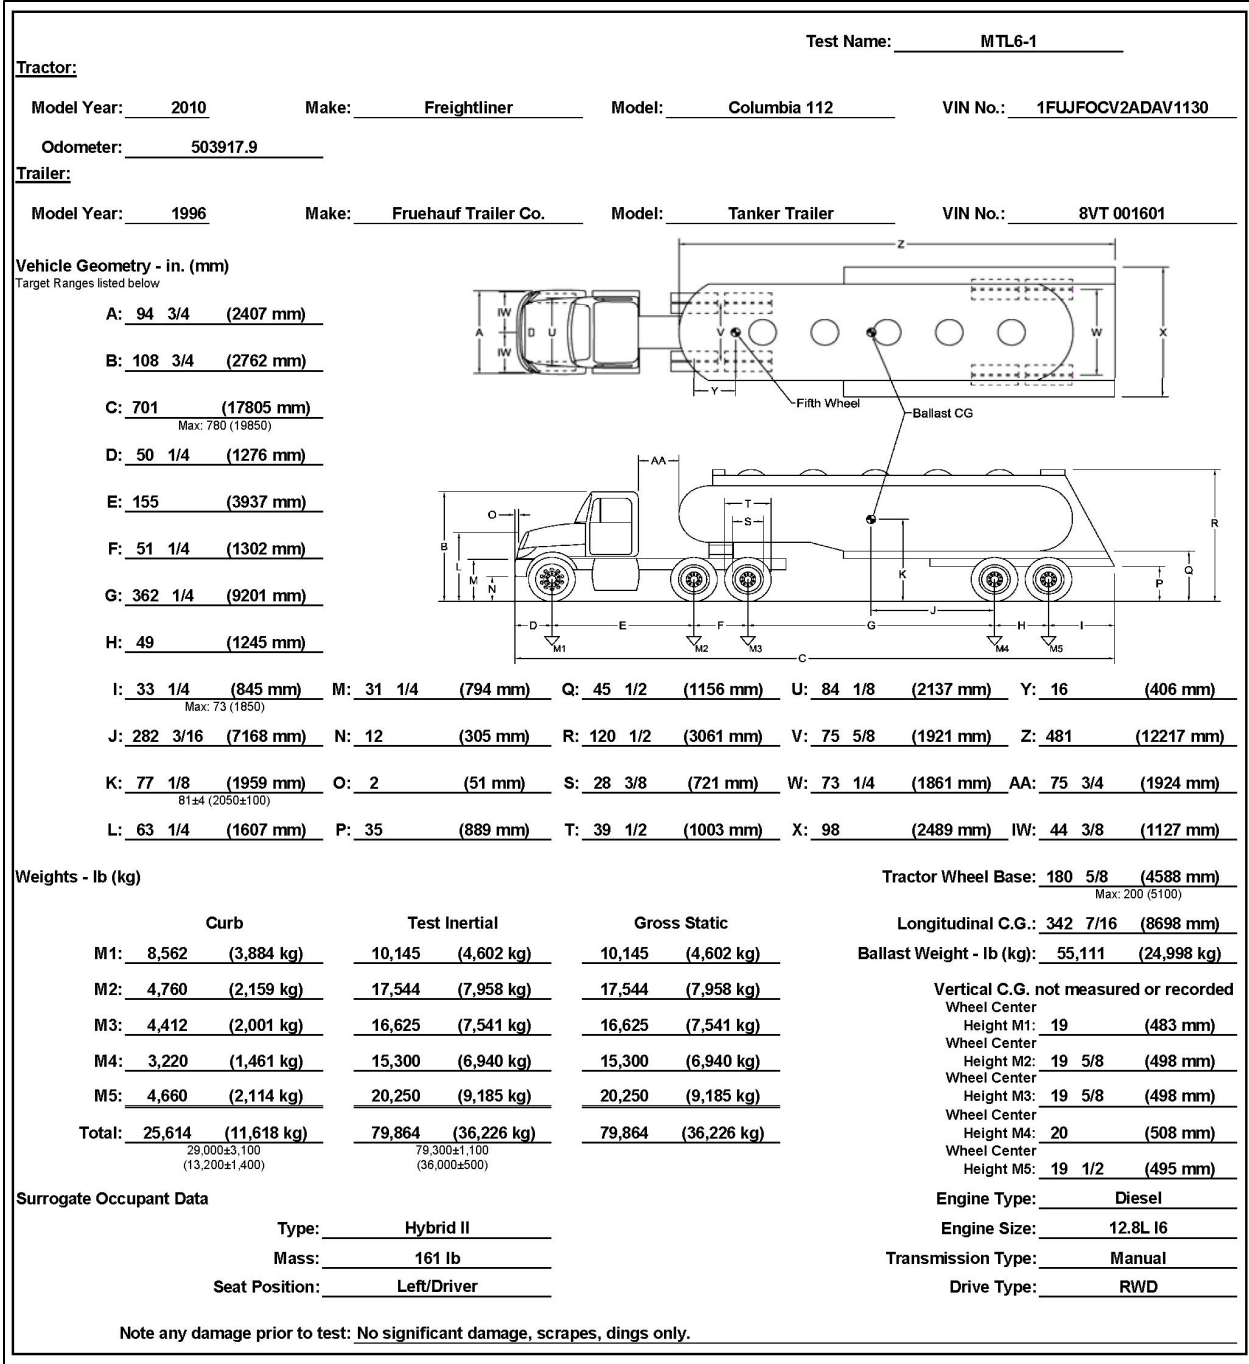 Test Name: MTL6-1
Tractor:
Model Year: 2010 Make: Freightliner Model: Columbia 112 VIN No.: 1FUJFOCV2ADAV1130
Odometer: 503917.9
Trailer:
Model Year: 1996 Make: Fruehauf Trailer Co. Model: Tanker Trailer VIN No.: 8VT 001601
Vehicle Geometry - in. (mm)
Target Ranges listed below
A: 94 3/4 (2407 mm)
B: 108 3/4 (2762 mm)
C: 701 (17805 mm)
Max: 780 (19850)
D: 50 1/4 (1276 mm)
E: 155 (3937 mm)
F: 51 1/4 (1302 mm)
G: 362 1/4 (9201 mm)
H: 49 (1245 mm)
Z
A IW D U V W X
IW
Y
Fifth Wheel
Ballast CG
AA
T
O S
B L M N K R Q P
J
D E F G H I
M1 M2 M3 M4 M5
C
I: 33 1/4 (845 mm) M: 31 1/4 (794 mm) Q: 45 1/2 (1156 mm) U: 84 1/8 (2137 mm) Y: 16 (406 mm)
Max: 73 (1850)
J: 282 3/16 (7168 mm) N: 12 (305 mm) R: 120 1/2 (3061 mm) V: 75 5/8 (1921 mm) Z: 481 (12217 mm)
K: 77 1/8 (1959 mm) O: 2 (51 mm) S: 28 3/8 (721 mm) W: 73 1/4 (1861 mm) AA: 75 3/4 (1924 mm)
81±4 (2050±100)
L: 63 1/4 (1607 mm) P: 35 (889 mm) T: 39 1/2 (1003 mm) X: 98 (2489 mm) IW: 44 3/8 (1127 mm)
Weights - lb (kg) Tractor Wheel Base: 180 5/8 (4588 mm)
Max: 200 (5100)
Curb Test Inertial Gross Static Longitudinal C.G.: 342 7/16 (8698 mm)
M1: 8,562 (3,884 kg) 10,145 (4,602 kg) 10,145 (4,602 kg) Ballast Weight - lb (kg): 55,111 (24,998 kg)
M2: 4,760 (2,159 kg) 17,544 (7,958 kg) 17,544 (7,958 kg) Vertical C.G. not measured or recorded
Wheel Center
M3: 4,412 (2,001 kg) 16,625 (7,541 kg) 16,625 (7,541 kg) Height M1: 19 (483 mm)
Wheel Center
M4: 3,220 (1,461 kg) 15,300 (6,940 kg) 15,300 (6,940 kg) Height M2: 19 5/8 (498 mm)
Wheel Center
M5: 4,660 (2,114 kg) 20,250 (9,185 kg) 20,250 (9,185 kg) Height M3: 19 5/8 (498 mm)
Wheel Center
Total: 25,614 (11,618 kg) 79,864 (36,226 kg) 79,864 (36,226 kg) Height M4: 20 (508 mm)
29,000±3,100 79,300±1,100 Wheel Center
(13,200±1,400) (36,000±500) Height M5: 19 1/2 (495 mm)
Surrogate Occupant Data Engine Type: Diesel
Type: Hybrid II Engine Size: 12.8L I6
Mass: 161 lb Transmission Type: Manual
Seat Position: Left/Driver Drive Type: RWD
Note any damage prior to test: No significant damage, scrapes, dings only.